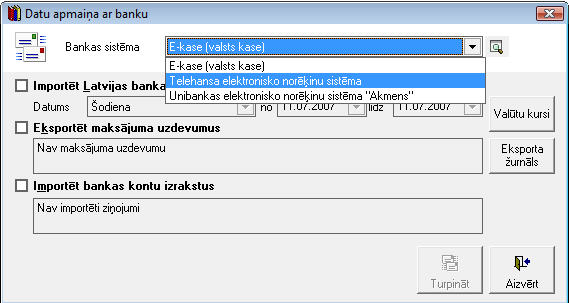 Datu apmaiņa ar banku
Bankas sistēma
E-kase (valsts kase)
E-kase (valsts kase)
Telehansa elektronisko norēķinu sistēma
Unibankas elektronisko norēķinu sistēma "Akmens"
Importēt Latvijas banka
Datums Šodiena no 11.07.2007 līdz 11.07.2007
Valūtu kursi
Eksportēt maksājuma uzdevumus
Nav maksājuma uzdevumu
Eksporta
žurnāls
Importēt bankas kontu izrakstus
Nav importēti ziņojumi
Turpināt
Aizvērt